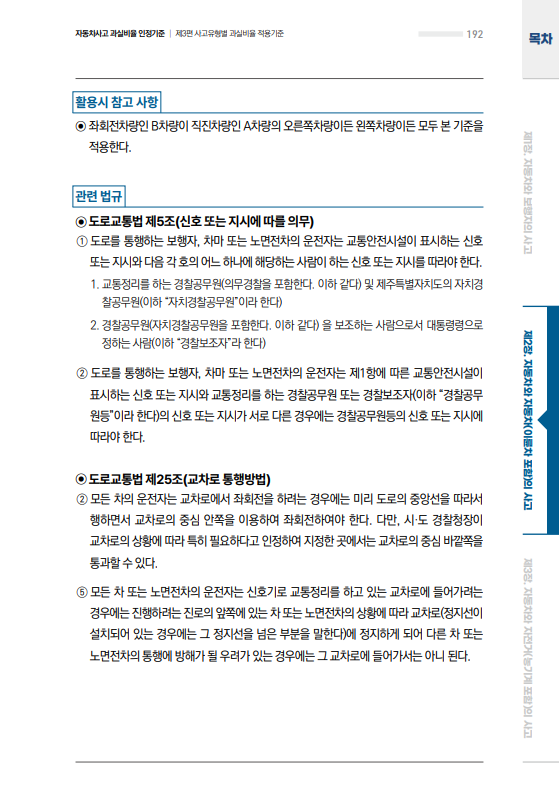 자동차사고 과실비율 인정기준 | 제3편 사고유형별 과실비율 적용기준
192
목차
활용시 참고 사항
◉ 좌회전차량인 B차량이 직진차량인 A차량의 오른쪽차량이든 왼쪽차량이든 모두 본 기준을
적용한다.
관련 법규
◉ 도로교통법 제5조(신호 또는 지시에 따를 의무)
① 도로를 통행하는 보행자, 차마 또는 노면전차의 운전자는 교통안전시설이 표시하는 신호
또는 지시와 다음 각 호의 어느 하나에 해당하는 사람이 하는 신호 또는 지시를 따라야 한다.
1. 교통정리를 하는 경찰공무원(의무경찰을 포함한다. 이하 같다) 및 제주특별자치도의 자치경
찰공무원(이하 “자치경찰공무원”이라 한다)
2. 경찰공무원(자치경찰공무원을 포함한다. 이하 같다) 을 보조하는 사람으로서 대통령령으로
정하는 사람(이하 “경찰보조자”라 한다)
② 도로를 통행하는 보행자, 차마 또는 노면전차의 운전자는 제1항에 따른 교통안전시설이
표시하는 신호 또는 지시와 교통정리를 하는 경찰공무원 또는 경찰보조자(이하 “경찰공무
원등”이라 한다)의 신호 또는 지시가 서로 다른 경우에는 경찰공무원등의 신호 또는 지시에
따라야 한다.
◉ 도로교통법 제25조(교차로 통행방법)
② 모든 차의 운전자는 교차로에서 좌회전을 하려는 경우에는 미리 도로의 중앙선을 따라서
행하면서 교차로의 중심 안쪽을 이용하여 좌회전하여야 한다. 다만, 시·도 경찰청장이
교차로의 상황에 따라 특히 필요하다고 인정하여 지정한 곳에서는 교차로의 중심 바깥쪽을
통과할 수 있다.
⑤ 모든 차 또는 노면전차의 운전자는 신호기로 교통정리를 하고 있는 교차로에 들어가려는
경우에는 진행하려는 진로의 앞쪽에 있는 차 또는 노면전차의 상황에 따라 교차로(정지선이
설치되어 있는 경우에는 그 정지선을 넘은 부분을 말한다)에 정지하게 되어 다른 차 또는
노면전차의 통행에 방해가 될 우려가 있는 경우에는 그 교차로에 들어가서는 아니 된다.
제1장. 자동차와 보행자의 사고
제2장. 자동차와 자동차(이륜차 포함)의 사고
제3장. 자동차와 자전거(농기계 포함)의 사고